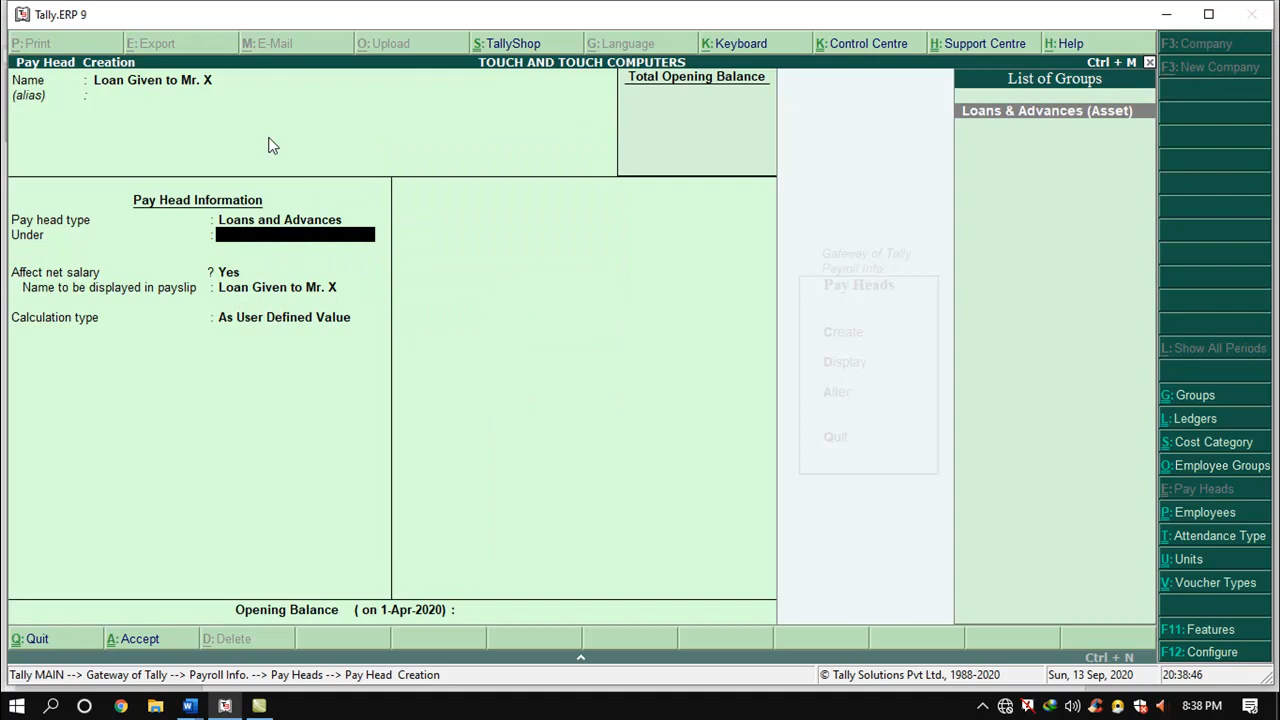 Tally.ERP 9
P: Print
E: Export
M: E-Mail
O: Upload
S: TallyShop
G: Language
K: Keyboard
K: Control Centre
H: Support Centre
H: Help
F3: Company
F3: New Company
Pay Head Creation
TOUCH AND TOUCH COMPUTERS
Ctrl + M
Name : Loan Given to Mr. X
(alias) :
Total Opening Balance
List of Groups
Loans & Advances (Asset)
Pay Head Information
Pay head type : Loans and Advances
Under :
Affect net salary ? Yes
Name to be displayed in payslip : Loan Given to Mr. X
Calculation type : As User Defined Value
Gateway of Tally
Payroll Info.
Pay Heads
Create
Display
Alter
Quit
L: Show All Periods
G: Groups
L: Ledgers
S: Cost Category
O: Employee Groups
E: Pay Heads
P: Employees
T: Attendance Type
U: Units
V: Voucher Types
F11: Features
F12: Configure
Opening Balance ( on 1-Apr-2020) :
Q: Quit
A: Accept
D: Delete
Ctrl + N
Tally MAIN --> Gateway of Tally --> Payroll Info. --> Pay Heads --> Pay Head Creation
© Tally Solutions Pvt Ltd., 1988-2020
Sun, 13 Sep, 2020
20:38:46
8:38 PM